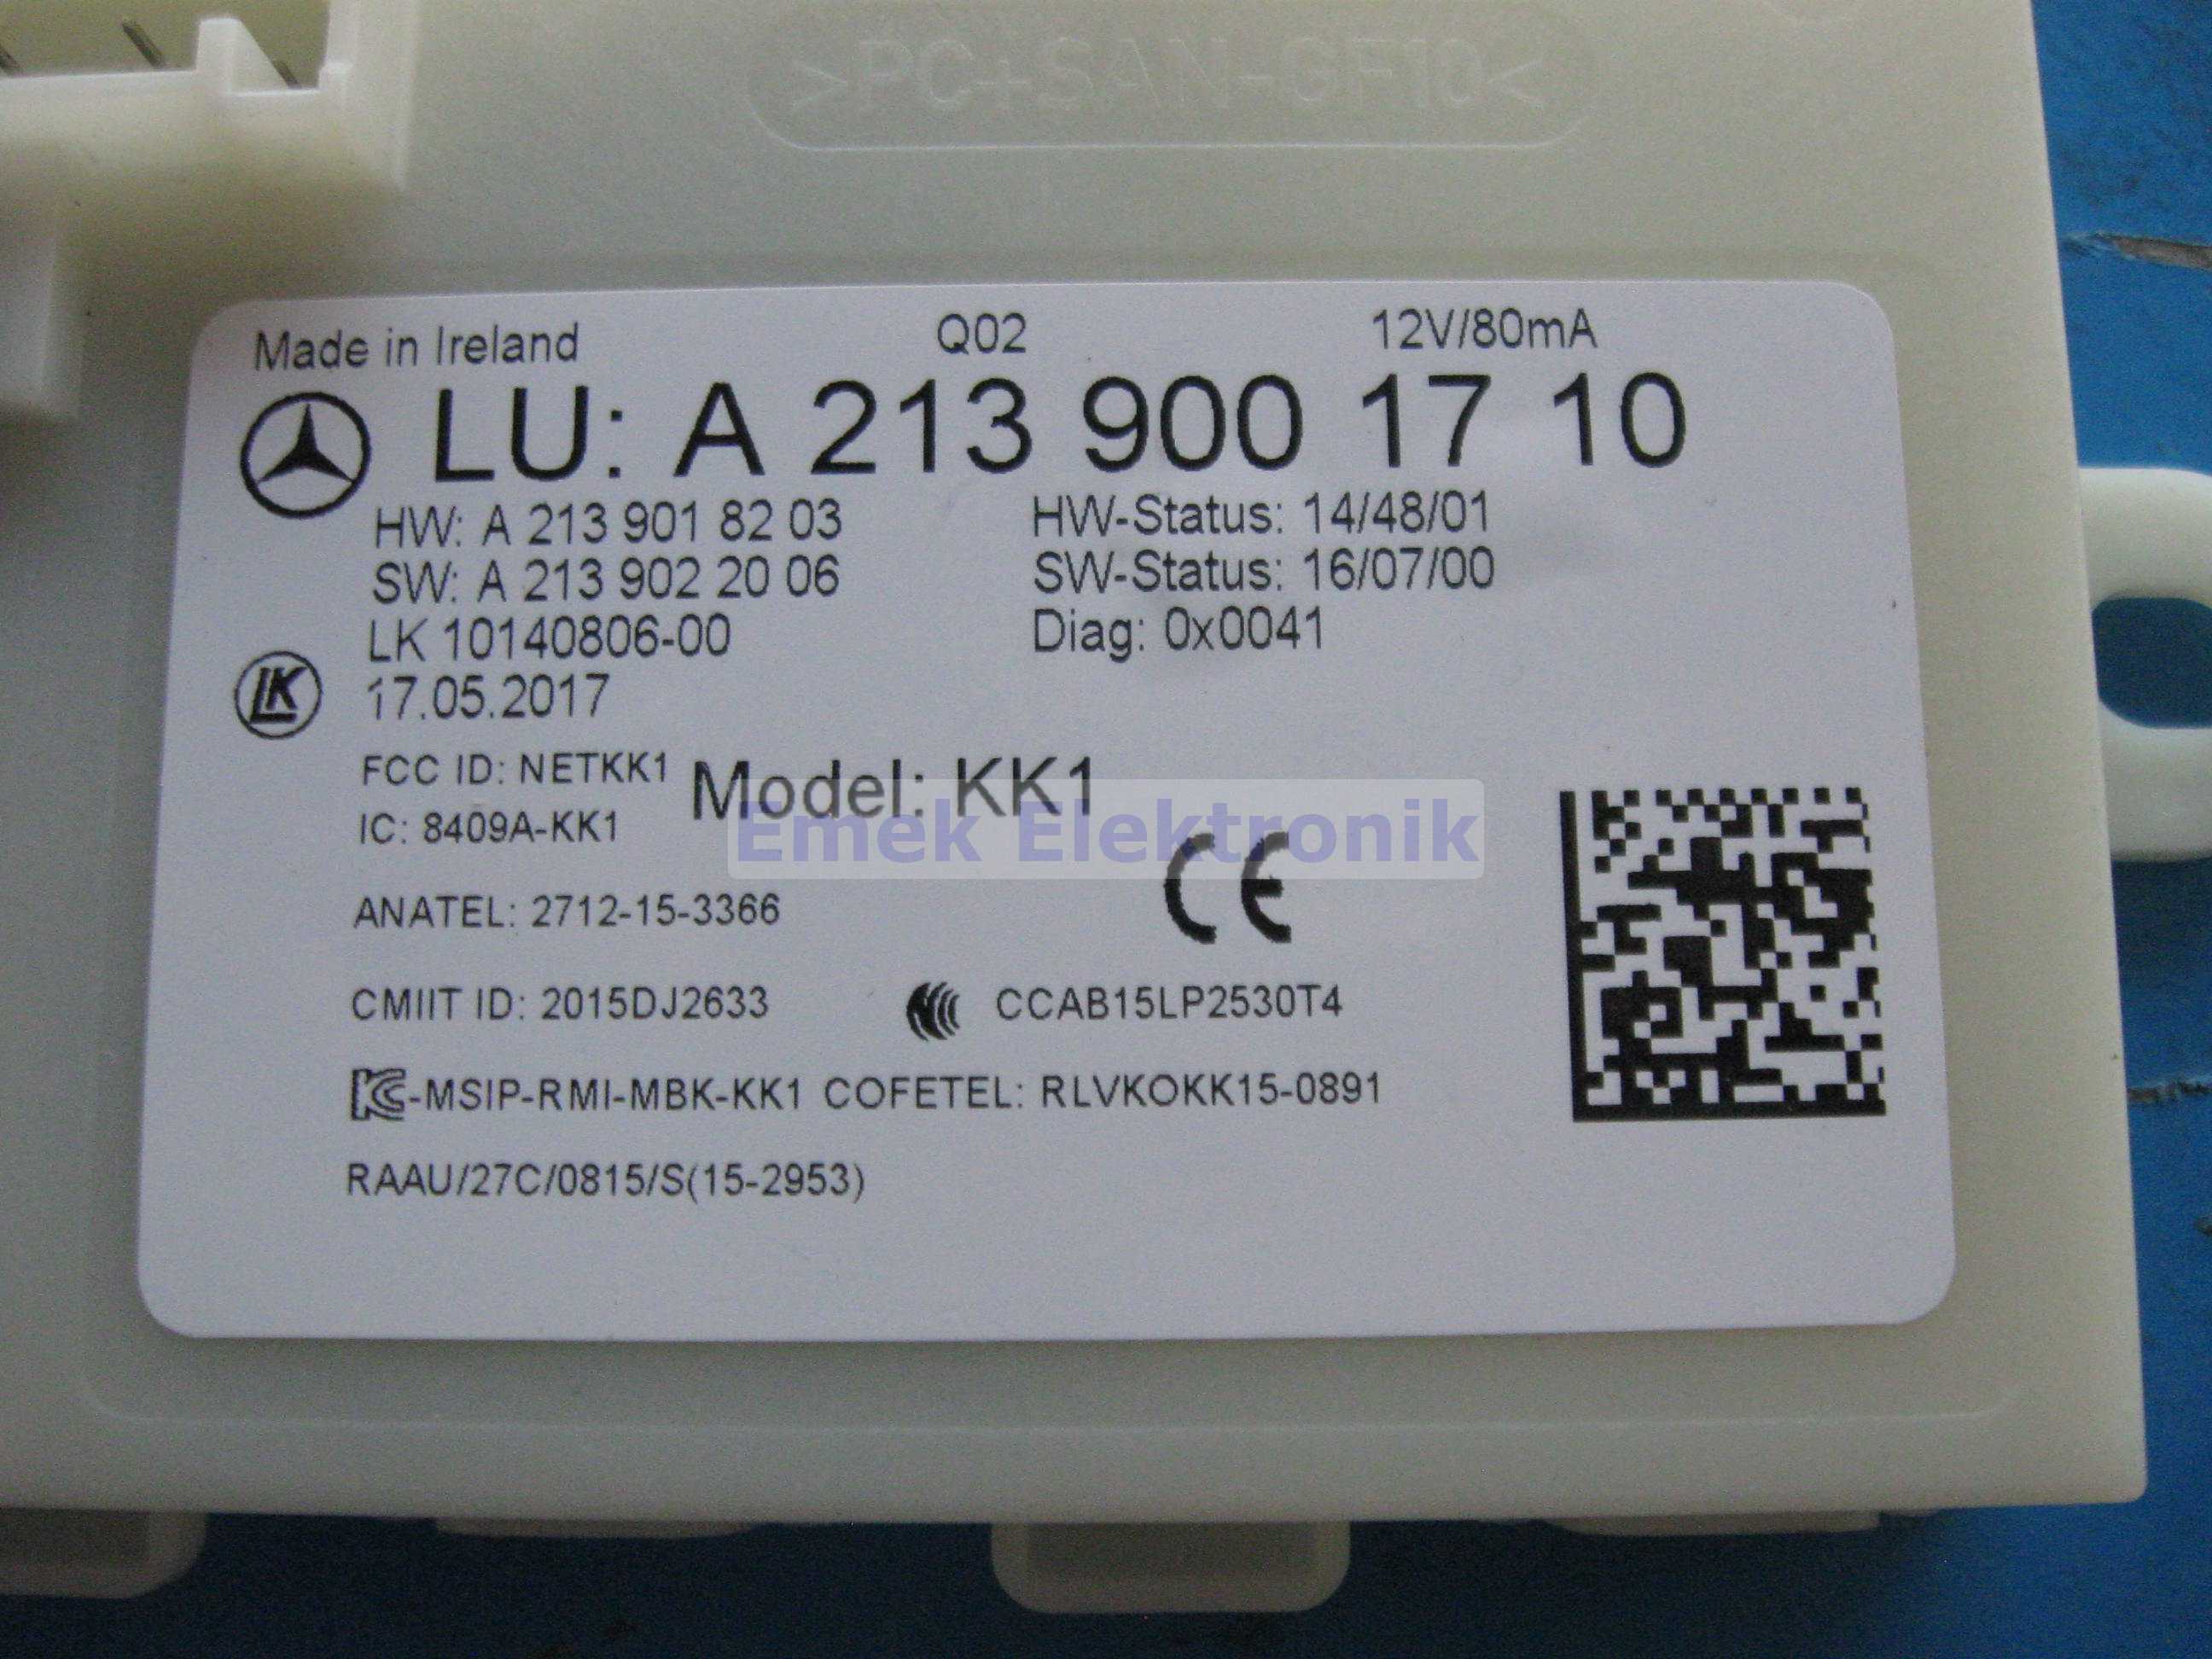 >PC+SAN-GF10<
Made in Ireland Q02 12V/80mA
LU: A 213 900 17 10
HW: A 213 901 82 03 HW-Status: 14/48/01
SW: A 213 902 20 06 SW-Status: 16/07/00
LK 10140806-00 Diag: 0x0041
LK 17.05.2017
FCC ID: NETKK1 Model: KK1
IC: 8409A-KK1
Emek Elektronik
CE
ANATEL: 2712-15-3366
CMIIT ID: 2015DJ2633 CCAB15LP2530T4
KC-MSIP-RMI-MBK-KK1 COFETEL: RLVKOKK15-0891
RAAU/27C/0815/S(15-2953)